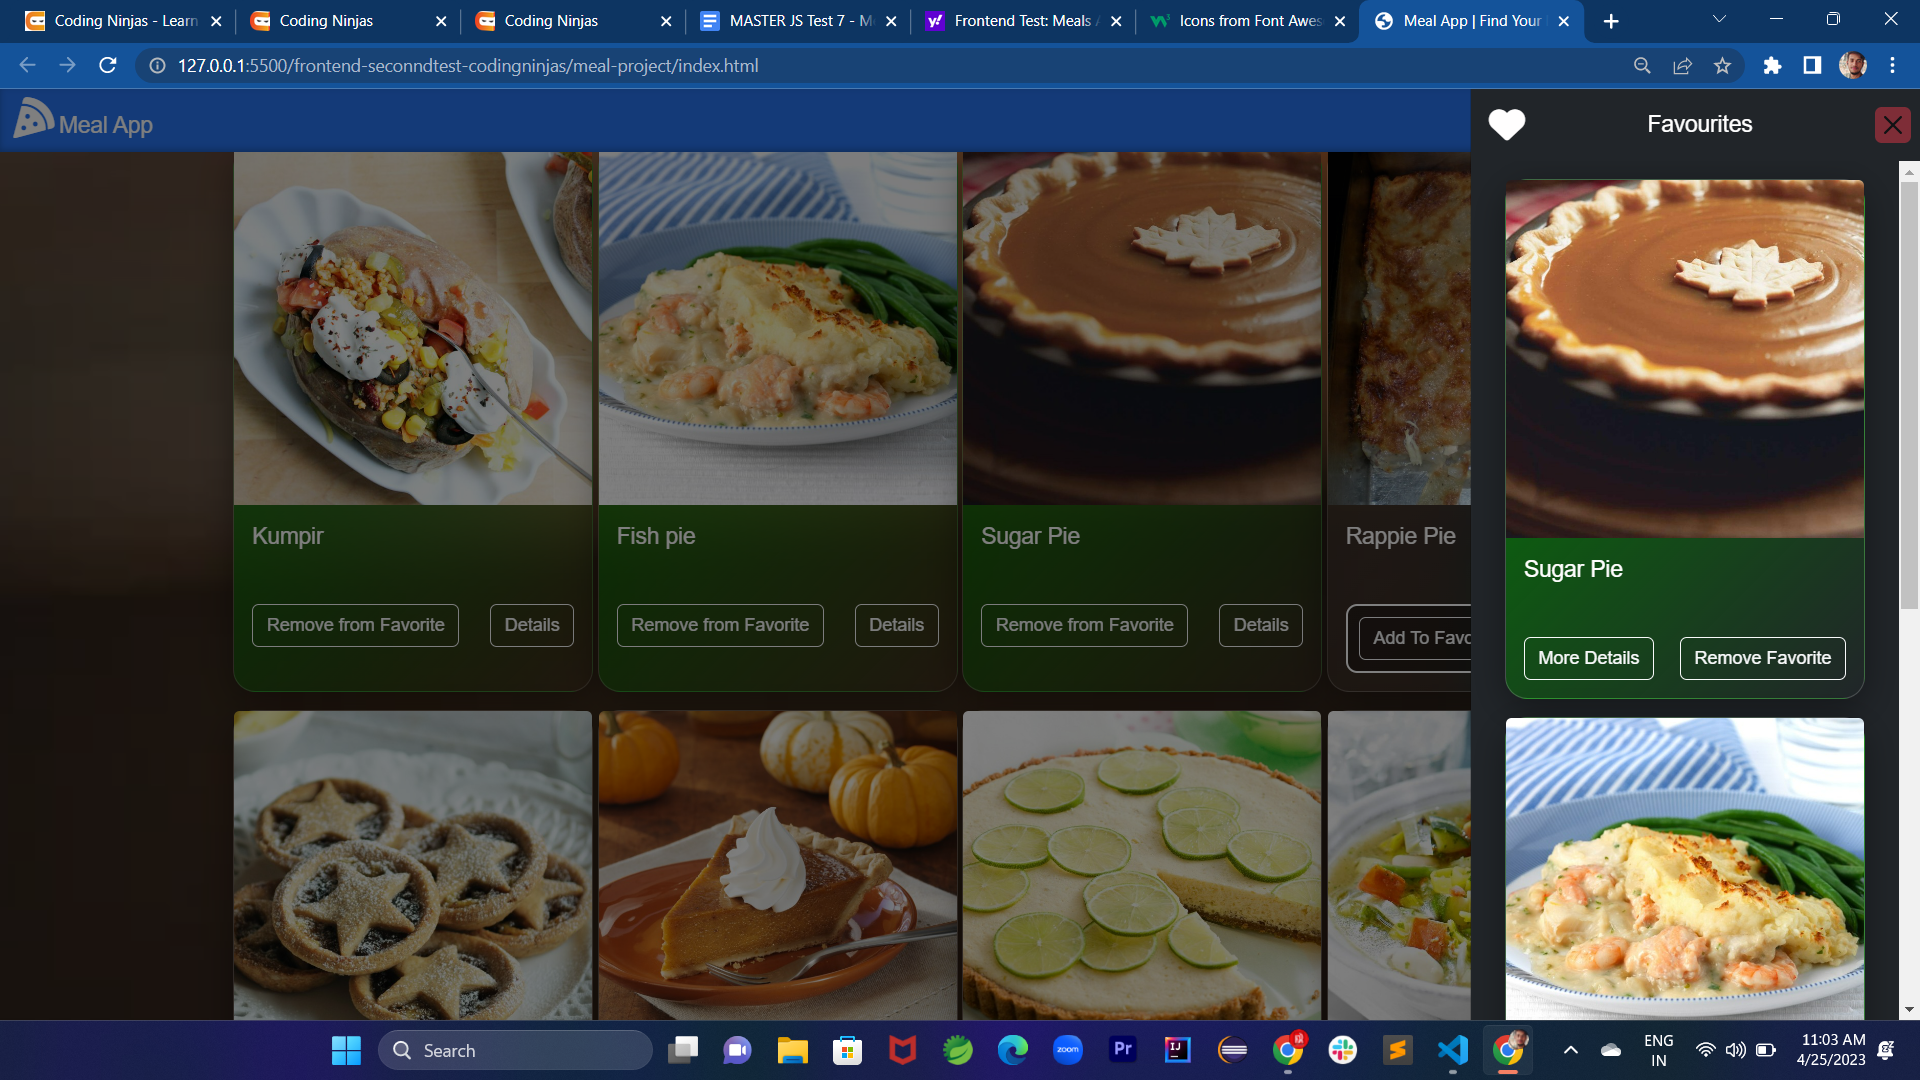 Coding Ninjas - Learn
Coding Ninjas
Coding Ninjas
MASTER JS Test 7 - M
Frontend Test: Meals
Icons from Font Awes
Meal App | Find Your
127.0.0.1:5500/frontend-seconndtest-codingninjas/meal-project/index.html
Meal App
Favourites
Kumpir
Fish pie
Sugar Pie
Rappie Pie
Remove from Favorite
Details
Remove from Favorite
Details
Remove from Favorite
Details
Add To Favo
Sugar Pie
More Details
Remove Favorite
Search
zoom
Pr
IJ
ENG
IN
11:03 AM
4/25/2023